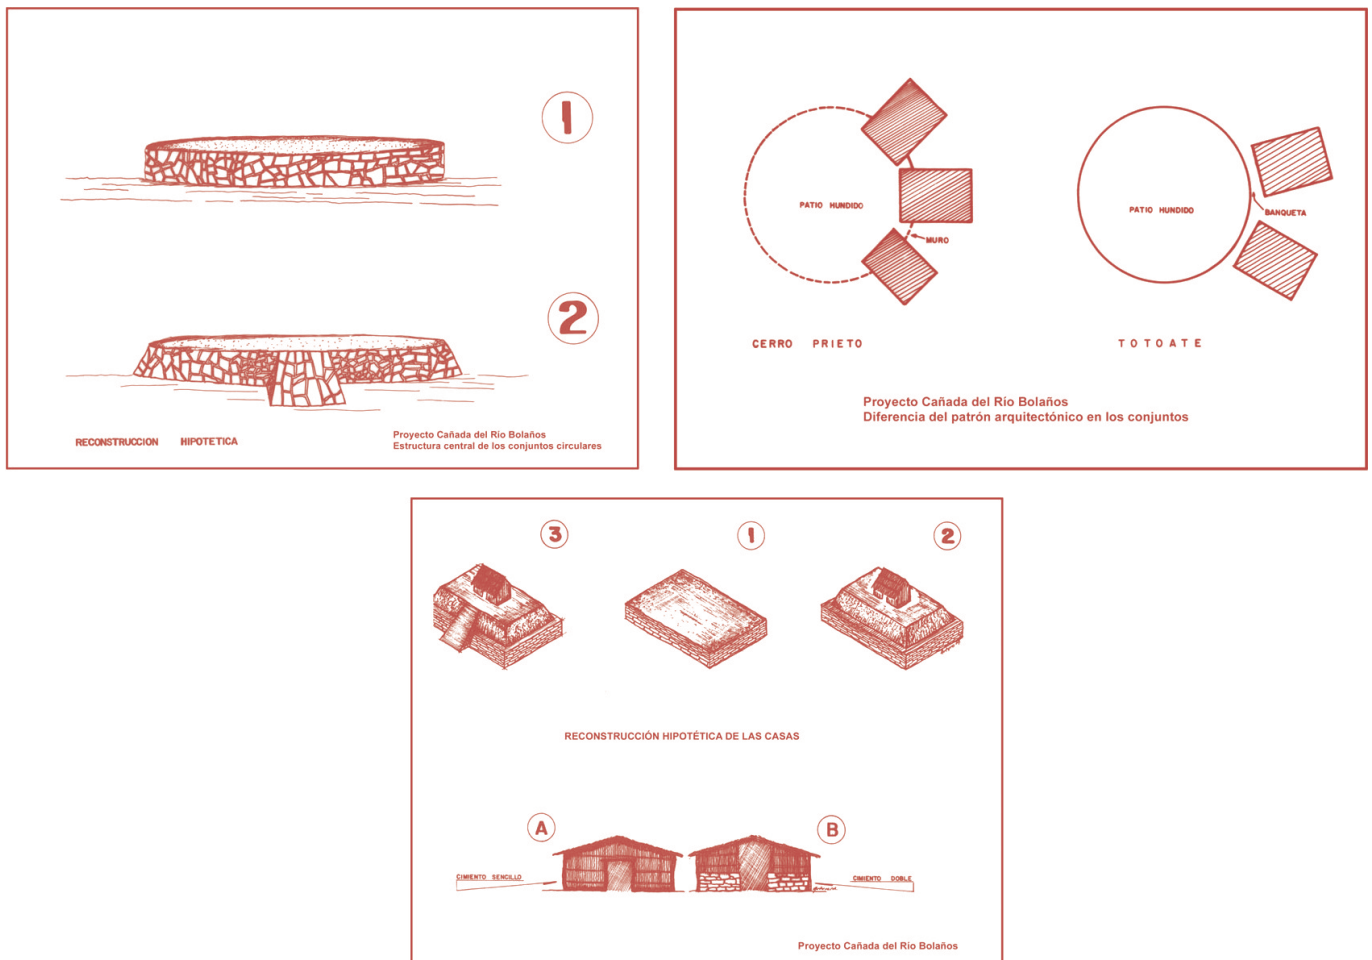 1
2
RECONSTRUCCION HIPOTETICA
Proyecto Cañada del Río Bolaños
Estructura central de los conjuntos circulares
PATIO HUNDIDO
MURO
CERRO PRIETO
PATIO HUNDIDO
BANQUETA
TOTOATE
Proyecto Cañada del Río Bolaños
Diferencia del patrón arquitectónico en los conjuntos
3
1
2
RECONSTRUCCIÓN HIPOTÉTICA DE LAS CASAS
A
B
CIMIENTO SENCILLO
CIMIENTO DOBLE
Proyecto Cañada del Río Bolaños